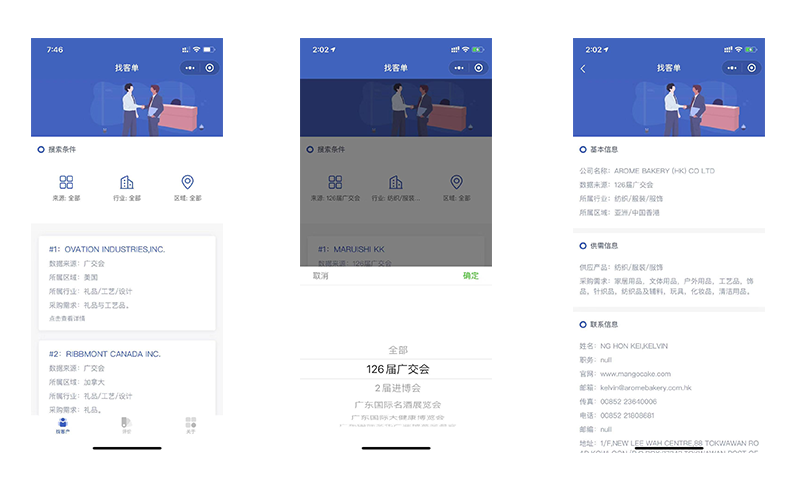 7:46
找客单
搜索条件
来源: 全部
行业: 全部
区域: 全部
#1: OVATION INDUSTRIES,INC.
数据来源：广交会
所属区域：美国
所属行业：礼品/工艺/设计
采购需求：礼品与工艺品。
点击查看详情
#2: RIBBMONT CANADA INC.
数据来源：广交会
所属区域：加拿大
所属行业：礼品/工艺/设计
采购需求：礼品。
找客户
关于
2:02
找客单
搜索条件
来源: 126届广交会
行业: 纺织/服装...
区域: 全部
#1: MARUISHI KK
数据来源：126届广交会
取消
确定
全部
126届广交会
2届进博会
广东国际名酒展览会
广东国际大健康博览会
2:02
找客单
基本信息
公司名称：AROME BAKERY (HK) CO LTD
数据来源：126届广交会
所属行业：纺织/服装/服饰
所属区域：亚洲/中国香港
供需信息
供应产品：纺织/服装/服饰
采购需求：家居用品、文体用品、户外用品、工艺品、饰
品、针织品、纺织品及辅料、玩具、化妆品、清洁用品。
联系信息
姓名：NG HON KEI,KELVIN
职务：null
官网：www.mangocake.com
邮箱：kelvin@aromebakery.com.hk
传真：00852 23640006
电话：00852 21808681
邮编：null
地址：1/F,NEW LEE WAH CENTRE,88 TOKWAWAN RO